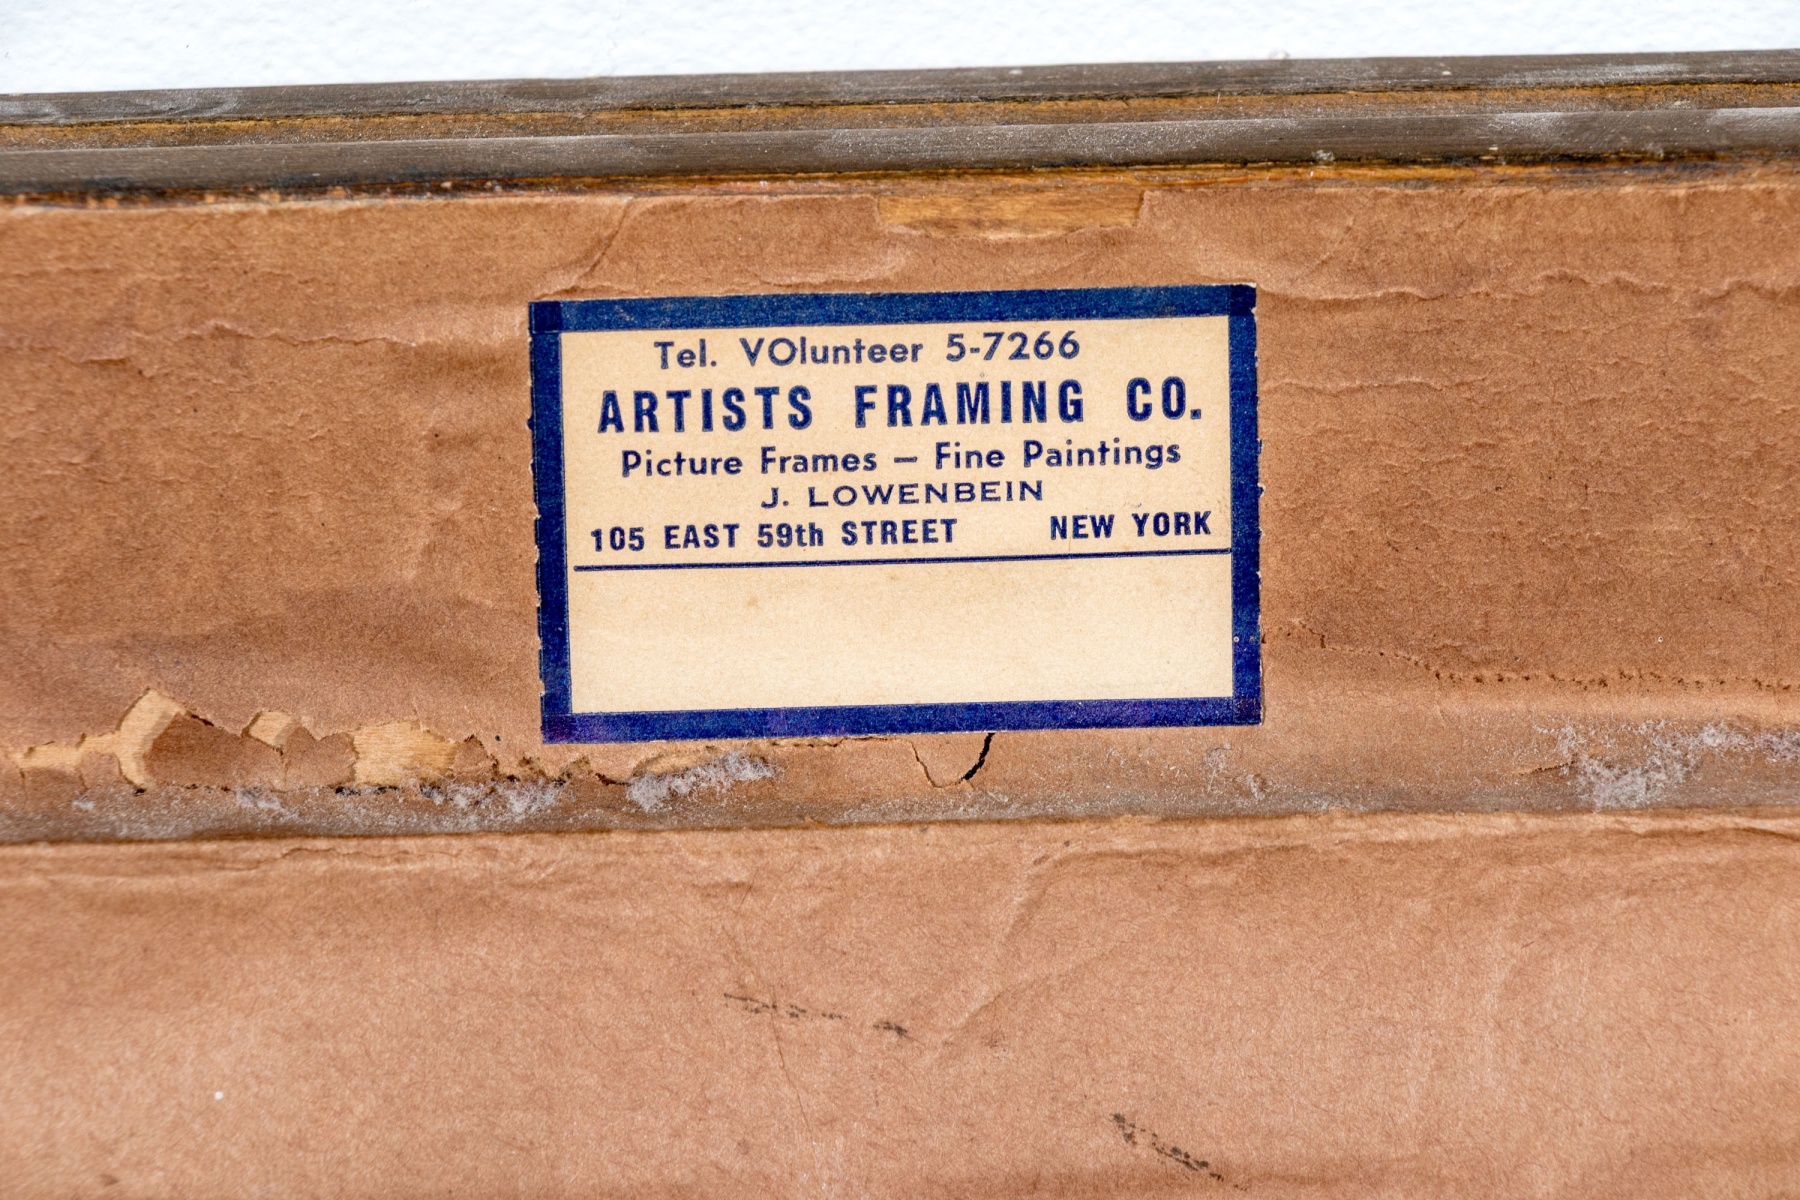 Tel. VOlunteer 5-7266
ARTISTS FRAMING CO.
Picture Frames – Fine Paintings
J. LOWENBEIN
105 EAST 59th STREET NEW YORK